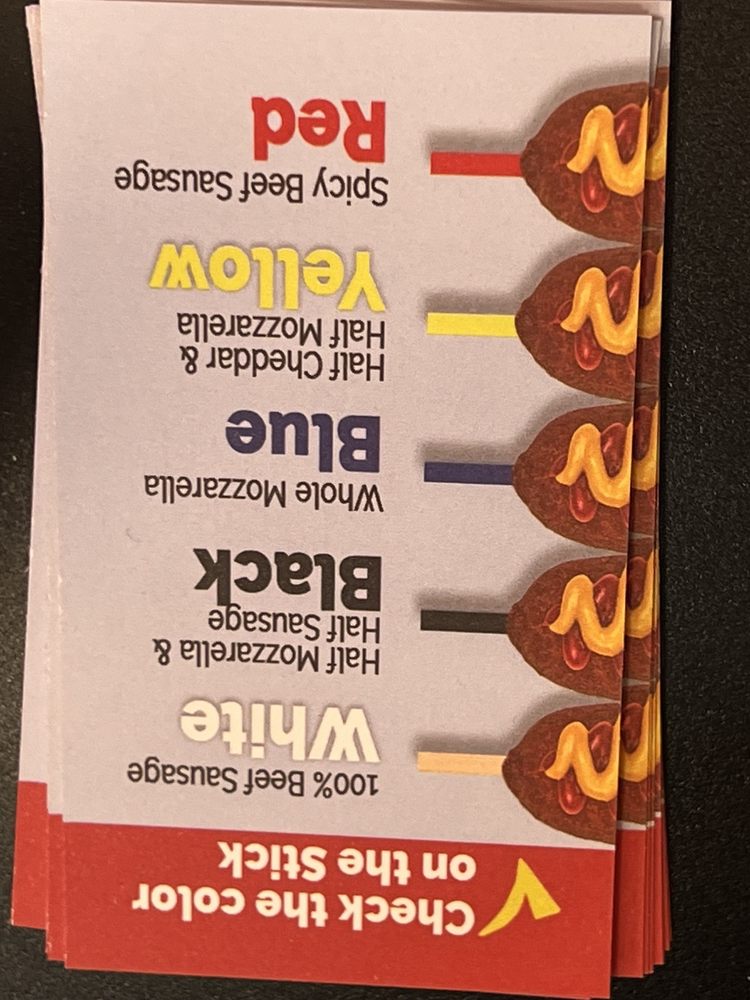 Check the color
on the Stick
100% Beef Sausage
White
Half Mozzarella &
Half Sausage
Black
Whole Mozzarella
Blue
Half Cheddar &
Half Mozzarella
Yellow
Spicy Beef Sausage
Red